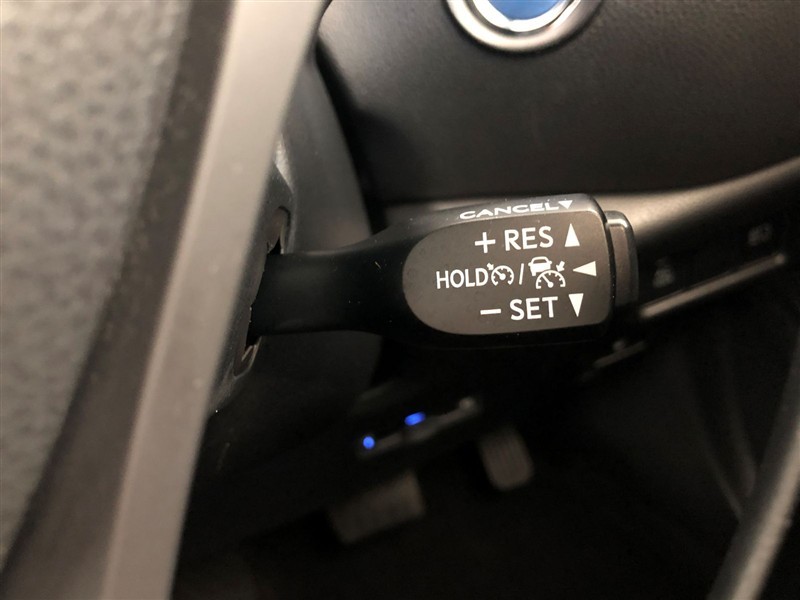 CANCEL▼
+ RES ▲
HOLD / ◀
− SET ▼